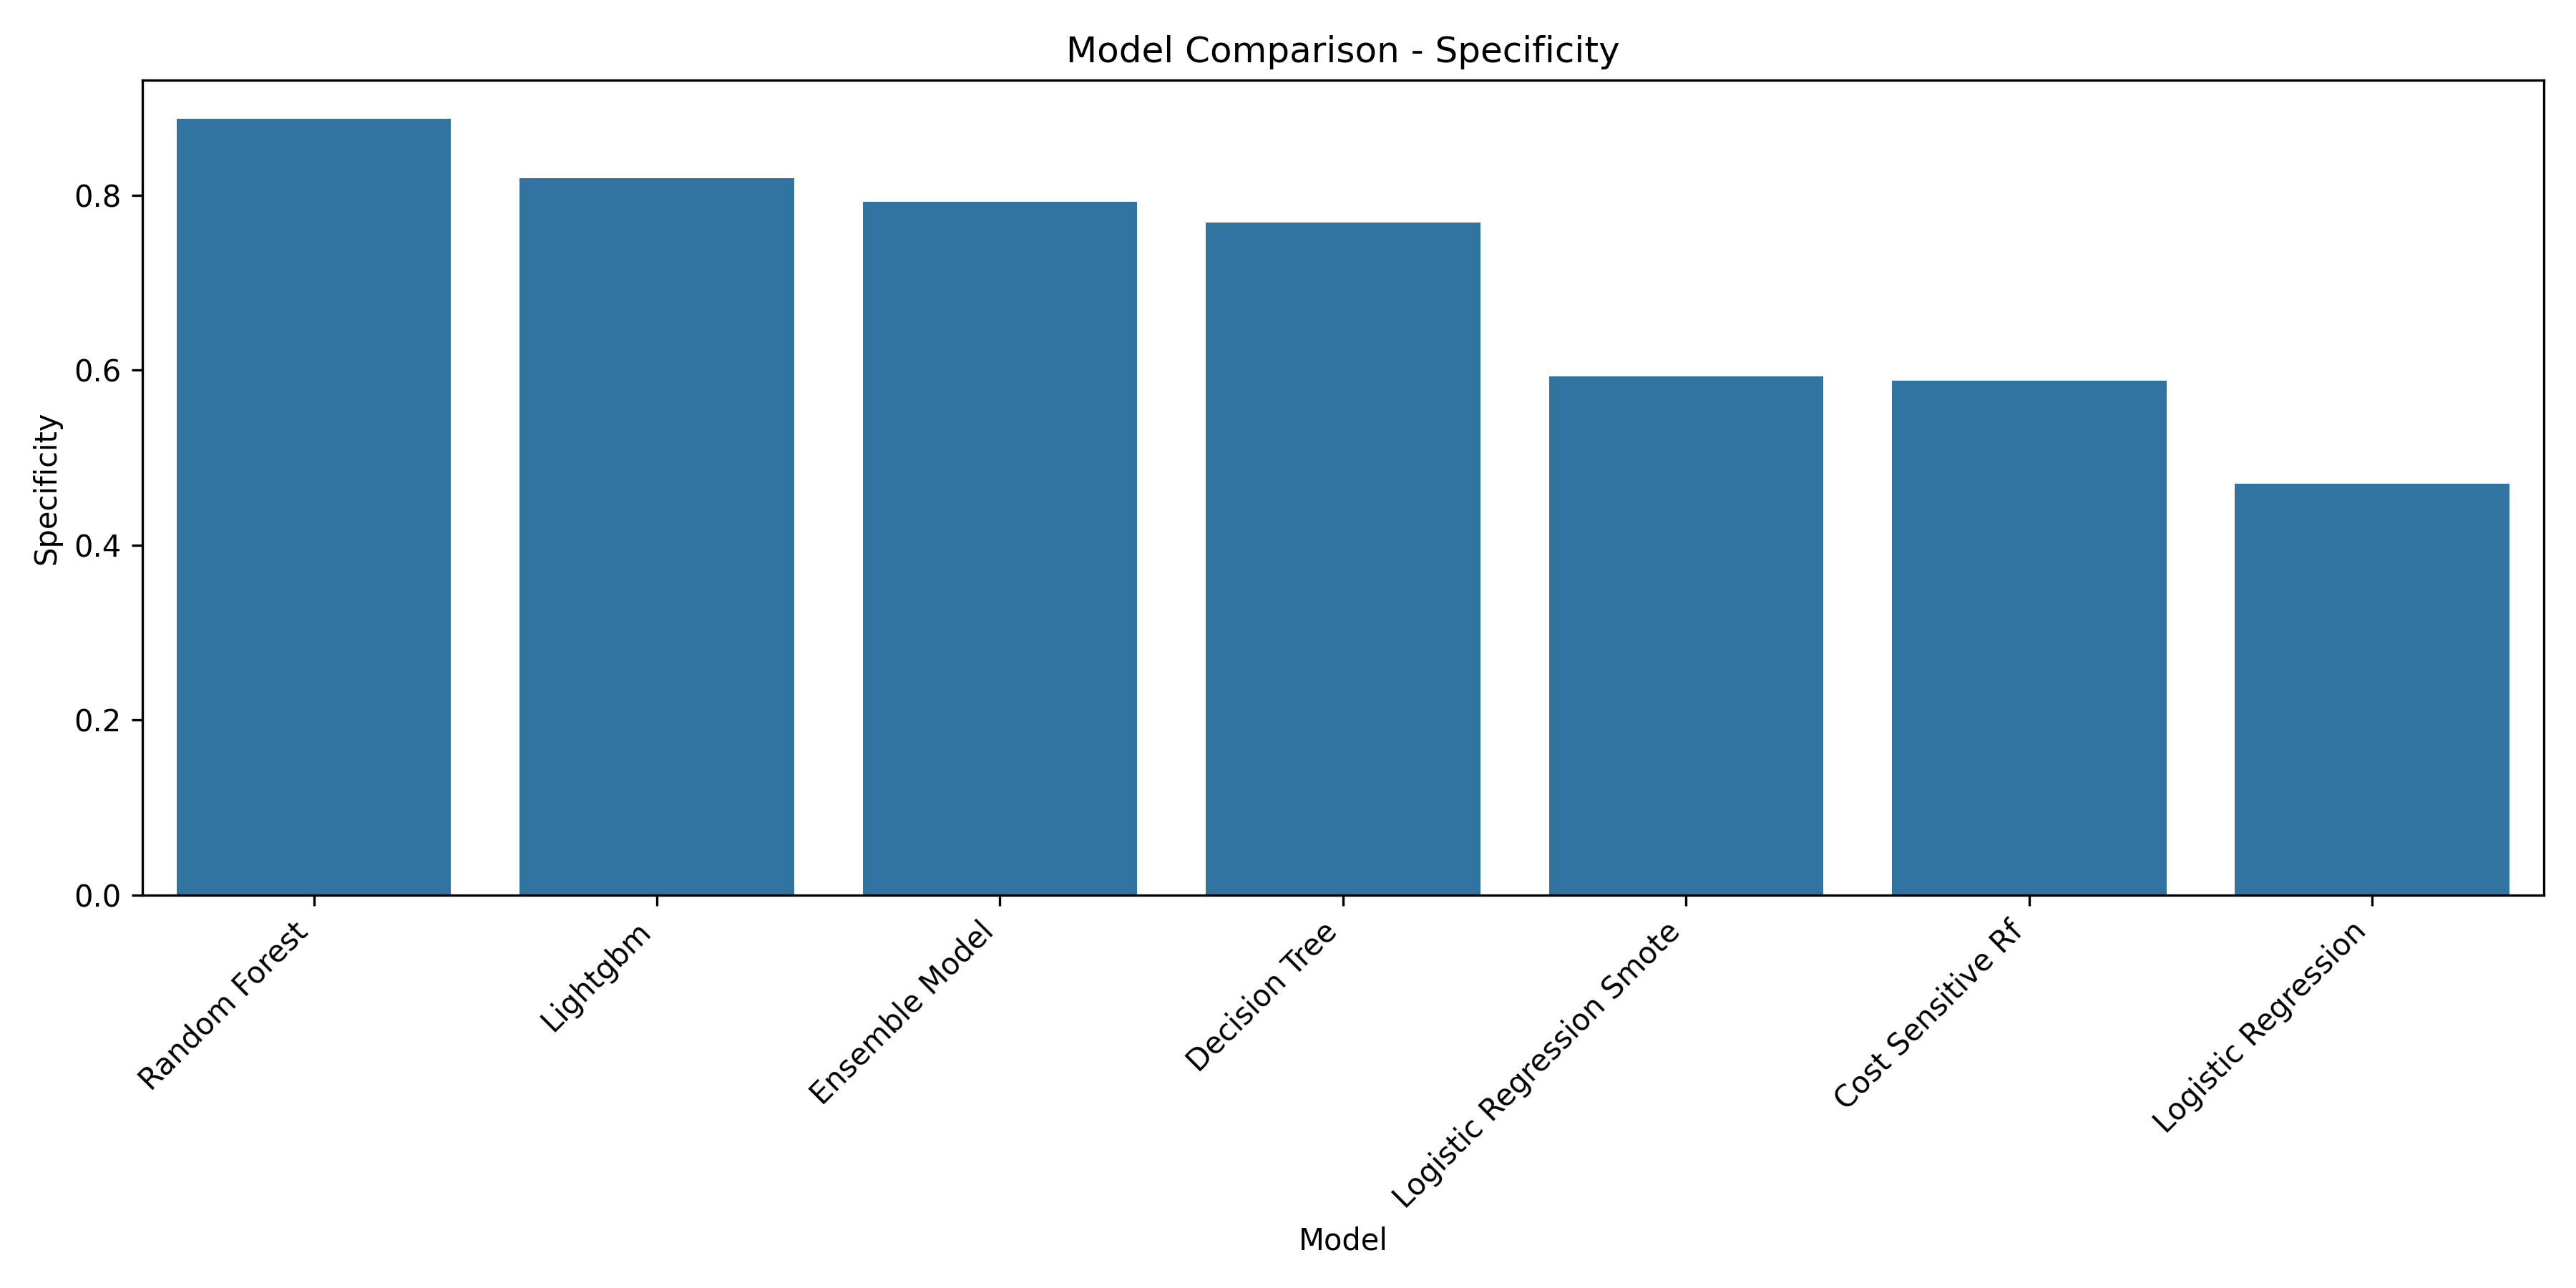 Model Comparison - Specificity
Specificity
0.8
0.6
0.4
0.2
0.0
Random Forest
Lightgbm
Ensemble Model
Decision Tree
Logistic Regression Smote
Cost Sensitive Rf
Logistic Regression
Model